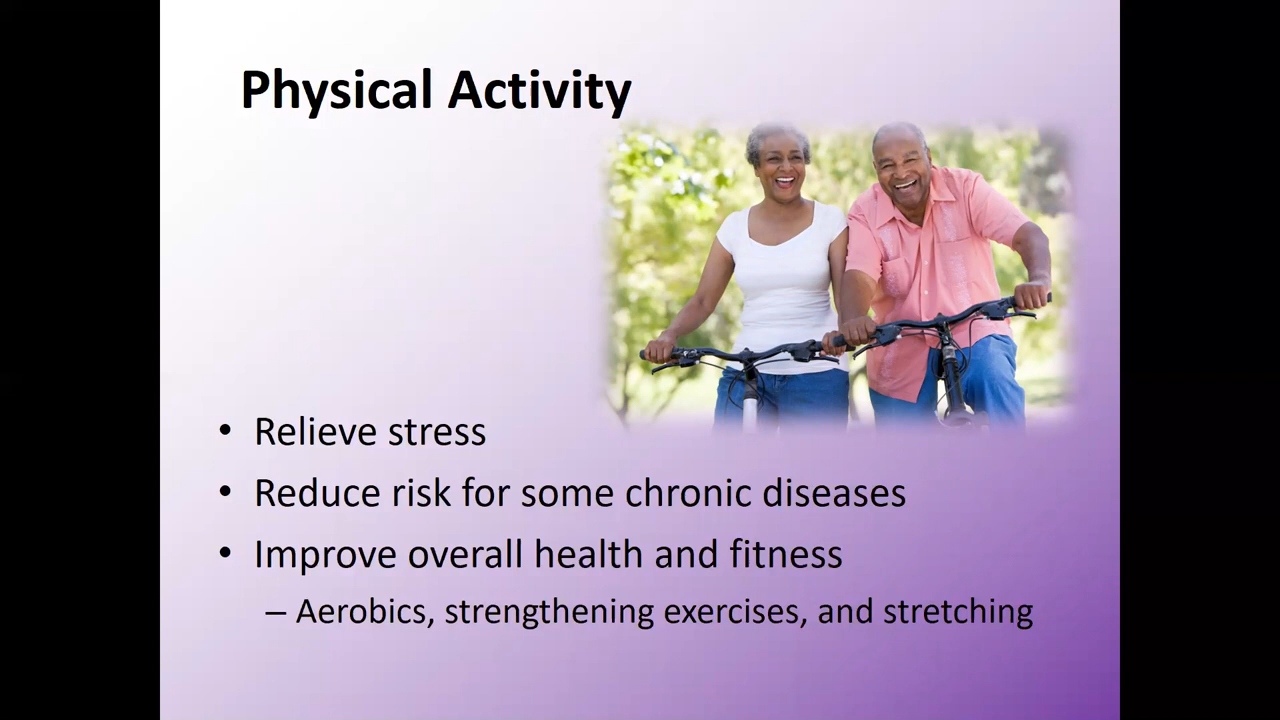 Physical Activity
• Relieve stress
• Reduce risk for some chronic diseases
• Improve overall health and fitness
– Aerobics, strengthening exercises, and stretching